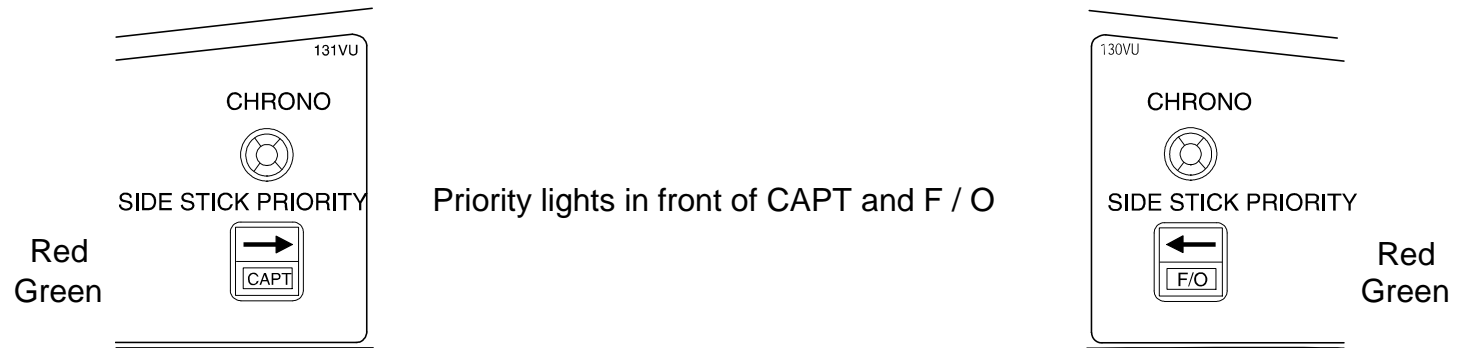 131VU
CHRONO
SIDE STICK PRIORITY
Red
Green
CAPT
Priority lights in front of CAPT and F / O
130VU
CHRONO
SIDE STICK PRIORITY
F/O
Red
Green